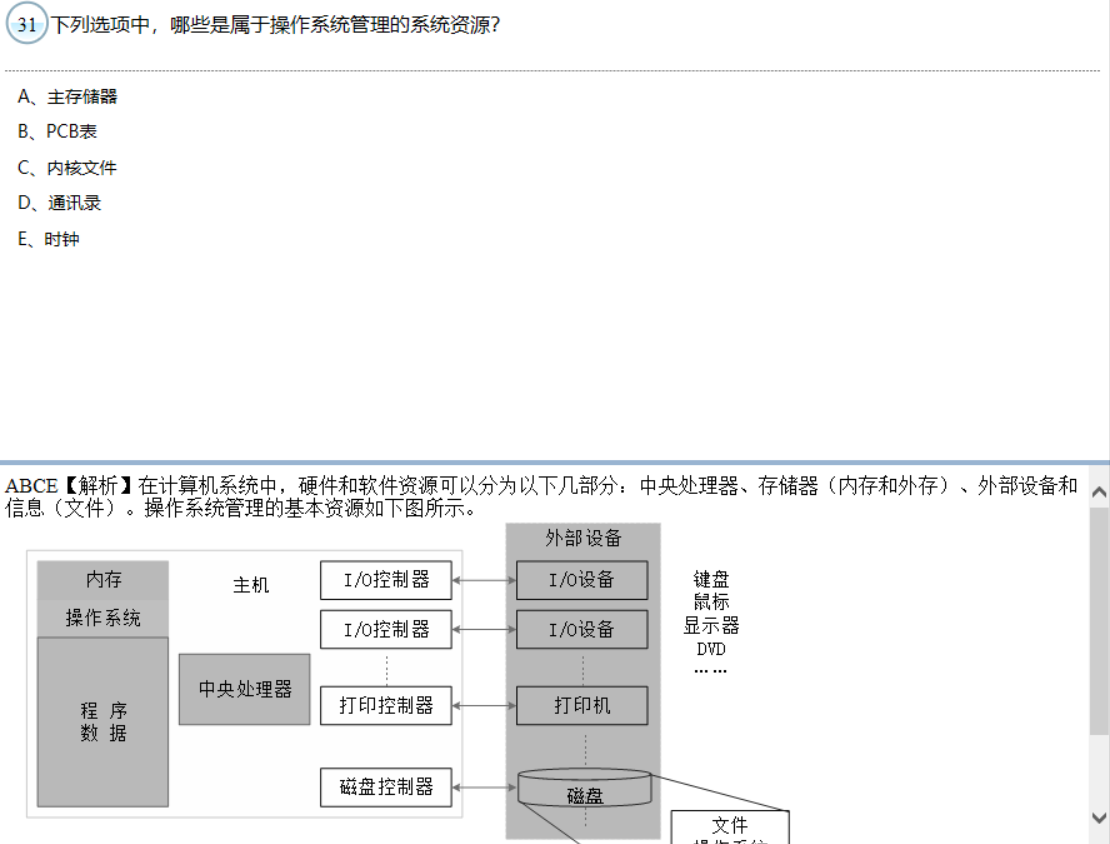 31 下列选项中，哪些是属于操作系统管理的系统资源？
A、主存储器
B、PCB表
C、内核文件
D、通讯录
E、时钟
ABCE【解析】在计算机系统中，硬件和软件资源可以分为以下几部分：中央处理器、存储器（内存和外存）、外部设备和
信息（文件）。操作系统管理的基本资源如下图所示。
外部设备
内存
主机
I/O控制器
I/O设备
键盘
鼠标
操作系统
I/O控制器
I/O设备
显示器
DVD
……
中央处理器
程 序
数 据
打印控制器
打印机
磁盘控制器
磁盘
文件
操作系统